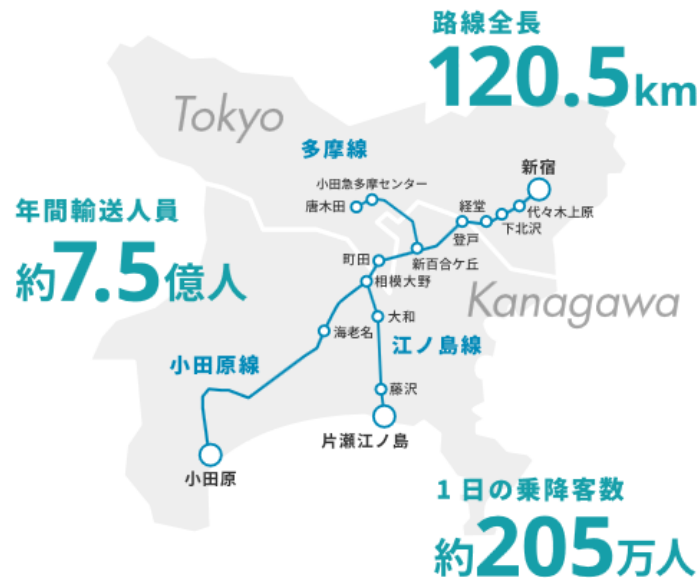 路線全長
120.5km
Tokyo
多摩線
新宿
小田急多摩センター
唐木田
経堂
代々木上原
下北沢
登戸
年間輸送人員
約7.5億人
町田
新百合ケ丘
相模大野
Kanagawa
大和
海老名
江ノ島線
小田原線
藤沢
片瀬江ノ島
小田原
1日の乗降客数
約205万人